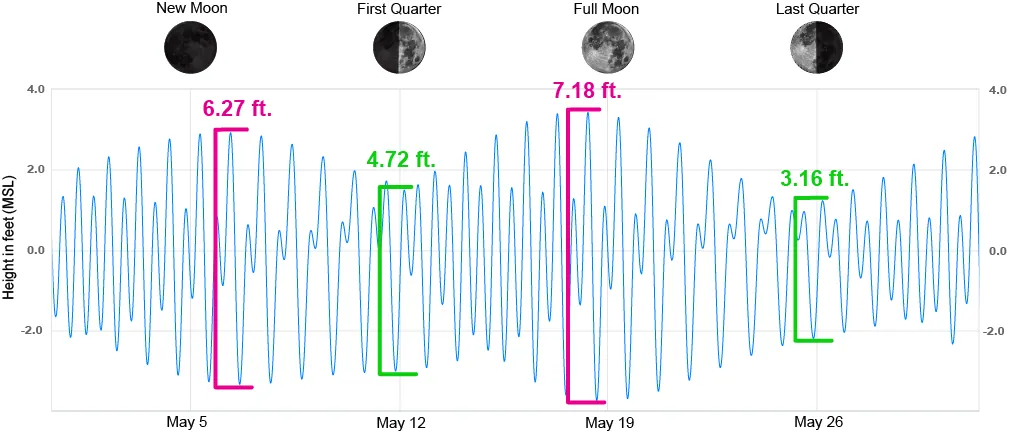 New Moon
First Quarter
Full Moon
Last Quarter
7.18 ft.
4.0
4.0
6.27 ft.
4.72 ft.
2.0
2.0
3.16 ft.
Height in feet (MSL)
0.0
0.0
-2.0
-2.0
May 5
May 12
May 19
May 26